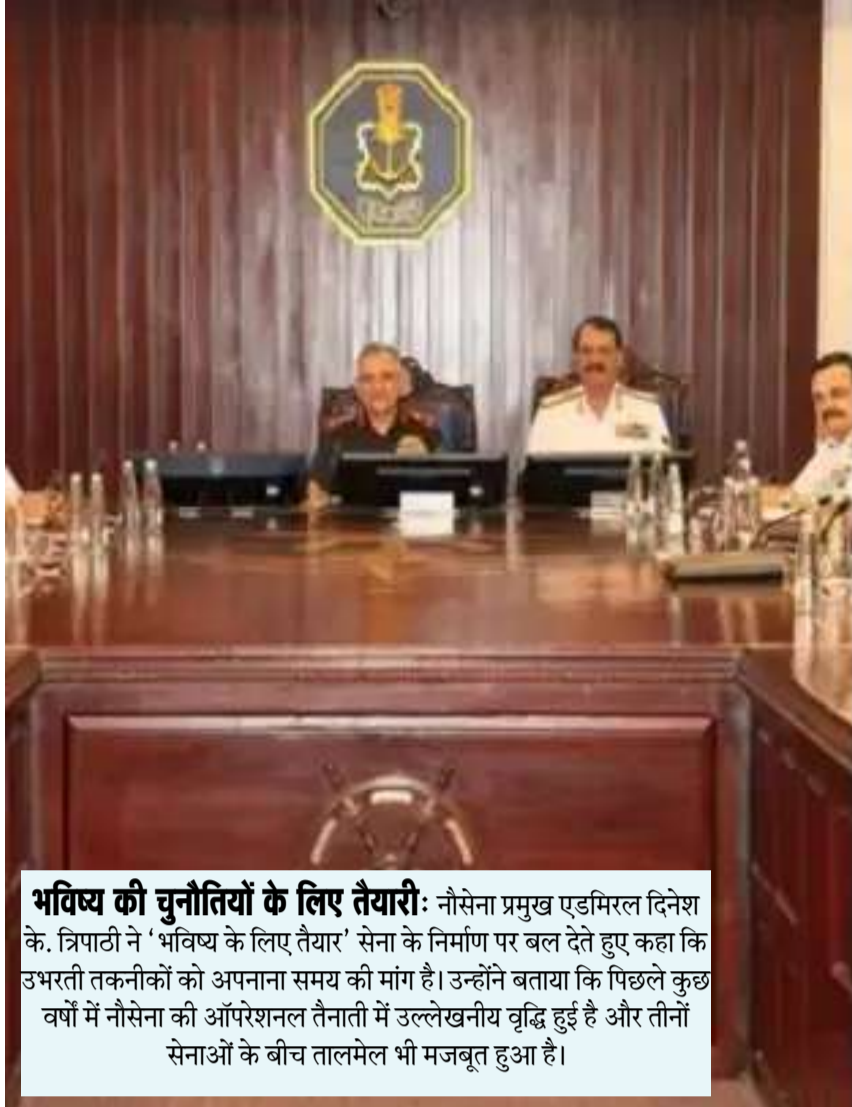 भविष्य की चुनौतियों के लिए तैयारी: नौसेना प्रमुख एडमिरल दिनेश
के. त्रिपाठी ने ‘भविष्य के लिए तैयार’ सेना के निर्माण पर बल देते हुए कहा कि
उभरती तकनीकों को अपनाना समय की मांग है। उन्होंने बताया कि पिछले कुछ
वर्षों में नौसेना की ऑपरेशनल तैनाती में उल्लेखनीय वृद्धि हुई है और तीनों
सेनाओं के बीच तालमेल भी मजबूत हुआ है।